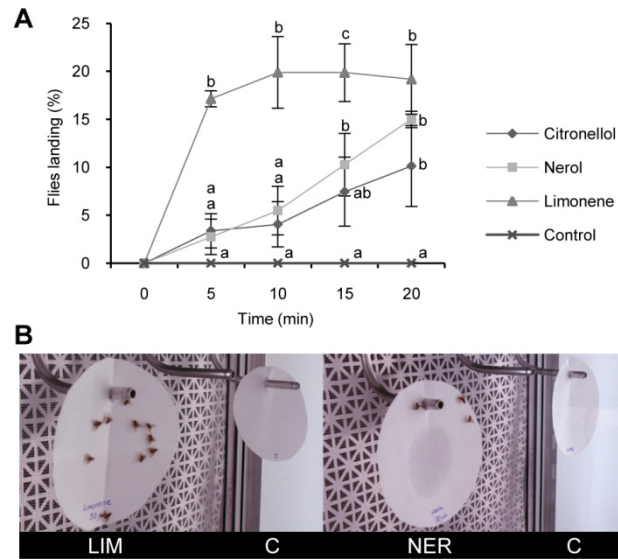 A
25
20
15
10
5
0
Flies landing (%)
b
b
c
b
b
b
b
ab
a
a
a
a
a
a
a
a
0
5
10
15
20
Time (min)
Citronellol
Nerol
Limonene
Control
B
Limonene
C
LIM
C
NER
C